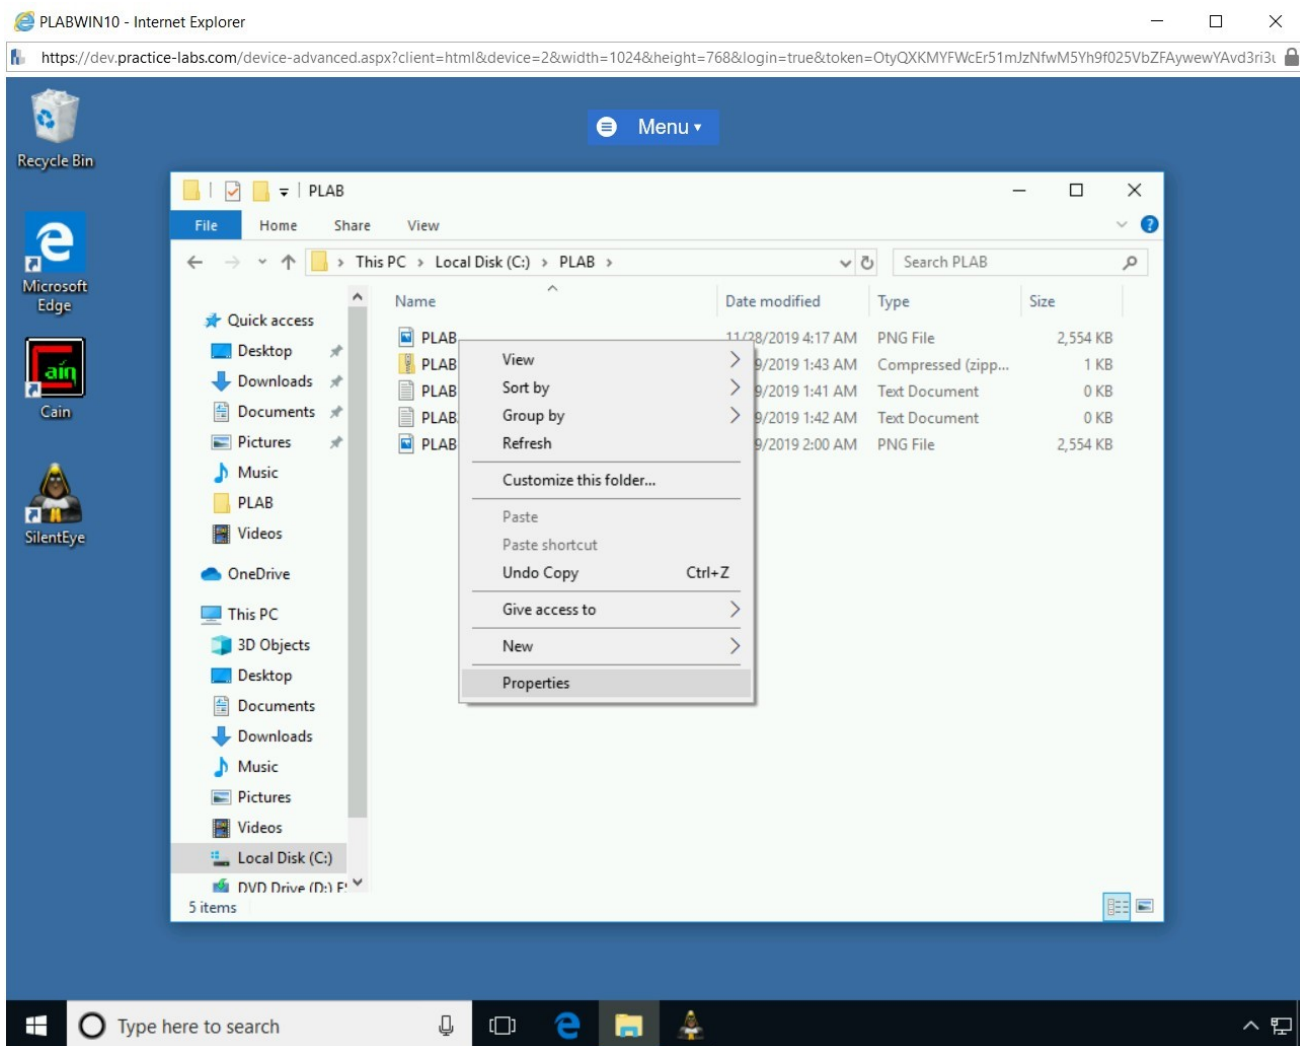 PLABWIN10 - Internet Explorer
https://dev.practice-labs.com/device-advanced.aspx?client=html&device=2&width=1024&height=768&login=true&token=OtyQXKMYFWcEr51mJzNfwM5Yh9f025VbZFAywewYAvd3ri3u
Menu
Recycle Bin
PLAB
File Home Share View
This PC > Local Disk (C:) > PLAB >
Search PLAB
Microsoft
Edge
Name Date modified Type Size
Quick access
Desktop
Downloads
Documents
Pictures
Music
PLAB
Videos
OneDrive
This PC
3D Objects
Desktop
Documents
Downloads
Music
Pictures
Videos
Local Disk (C:)
DVD Drive (D:)
PLAB 11/28/2019 4:17 AM PNG File 2,554 KB
PLAB 9/2019 1:43 AM Compressed (zipp... 1 KB
PLAB 9/2019 1:41 AM Text Document 0 KB
PLAB 9/2019 1:42 AM Text Document 0 KB
PLAB 9/2019 2:00 AM PNG File 2,554 KB
View
Sort by
Group by
Refresh
Customize this folder...
Paste
Paste shortcut
Undo Copy Ctrl+Z
Give access to
New
Properties
Cain
SilentEye
5 items
Type here to search